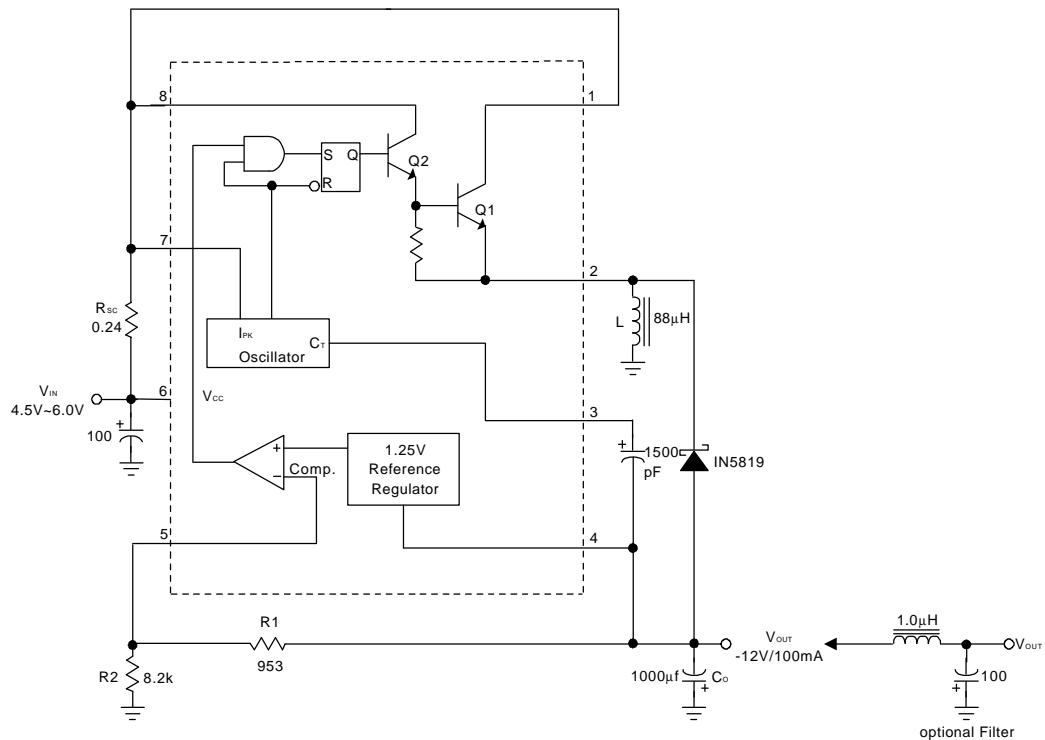 8
1
S Q
R
Q2
Q1
7
2
RSC
0.24
L
88μH
IPK
CT
Oscillator
VIN
4.5V~6.0V
6
VCC
3
100
+
+
1500
pF
IN5819
+
−
Comp.
1.25V
Reference
Regulator
5
4
R1
953
R2
8.2k
VOUT
-12V/100mA
1.0μH
VOUT
1000μf
CO
+
100
+
optional Filter